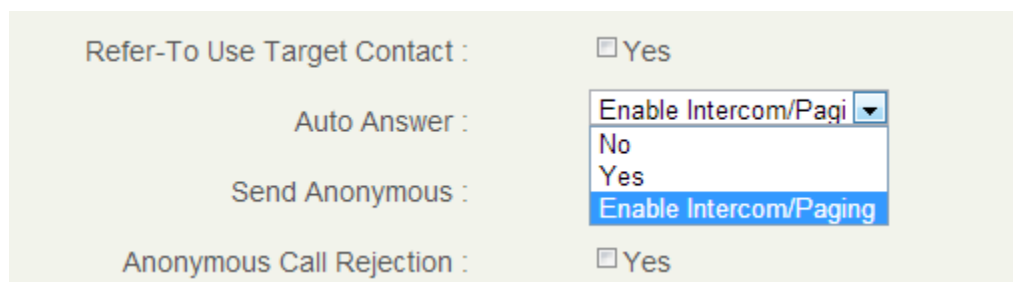 Refer-To Use Target Contact : Yes
Auto Answer : Enable Intercom/Pagi
No
Yes
Send Anonymous :
Enable Intercom/Paging
Anonymous Call Rejection : Yes